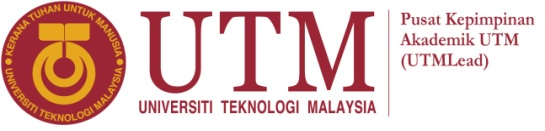 KERANA TUHAN UNTUK MANUSIA
UNIVERSITI TEKNOLOGI MALAYSIA
UTM
UNIVERSITI TEKNOLOGI MALAYSIA
Pusat Kepimpinan
Akademik UTM
(UTMLead)